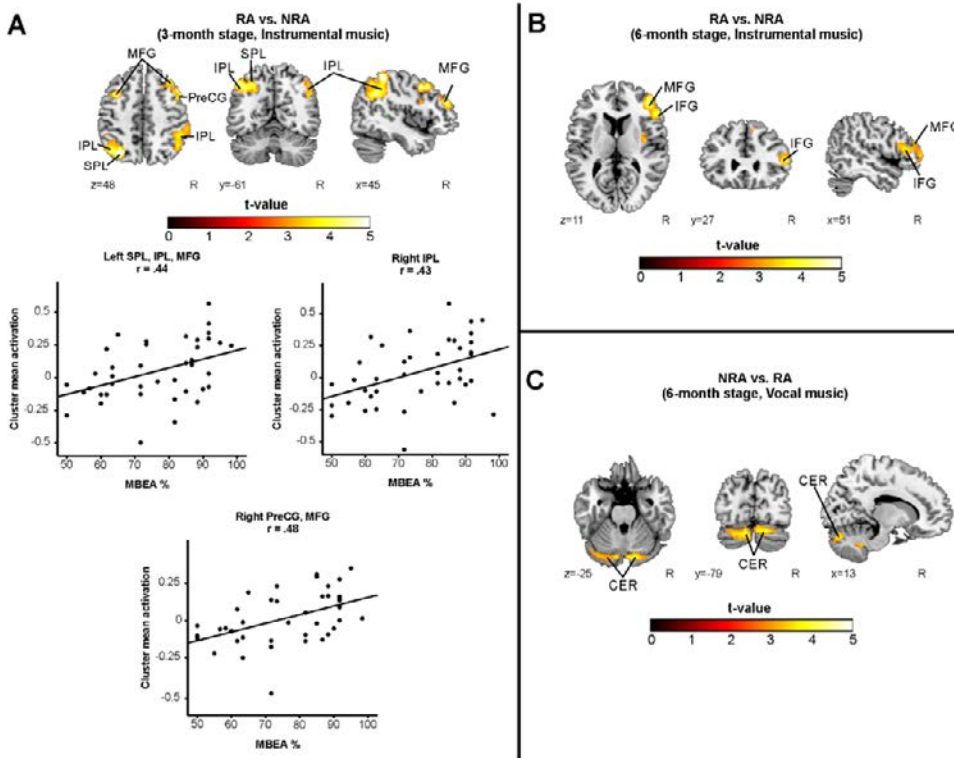 A
RA vs. NRA
(3-month stage, Instrumental music)
MFG
SPL
IPL
IPL
MFG
PreCG
IPL
IPL
SPL
z=48 R y=-61 R x=45 R
t-value
0 1 2 3 4 5
Left SPL, IPL, MFG
r = .44
Cluster mean activation
0.5
0.25
0
-0.25
-0.5
50 60 70 80 90 100
MBEA %
Right IPL
r = .43
Cluster mean activation
0.5
0.25
0
-0.25
-0.5
50 60 70 80 90 100
MBEA %
Right PreCG, MFG
r = .48
Cluster mean activation
0.25
0
-0.25
-0.5
50 60 70 80 90 100
MBEA %
B
RA vs. NRA
(6-month stage, Instrumental music)
MFG
IFG
IFG
MFG
IFG
z=11 R y=27 R x=51 R
t-value
0 1 2 3 4 5
C
NRA vs. RA
(6-month stage, Vocal music)
CER
CER
CER
z=-25 R y=-79 R x=13 R
t-value
0 1 2 3 4 5